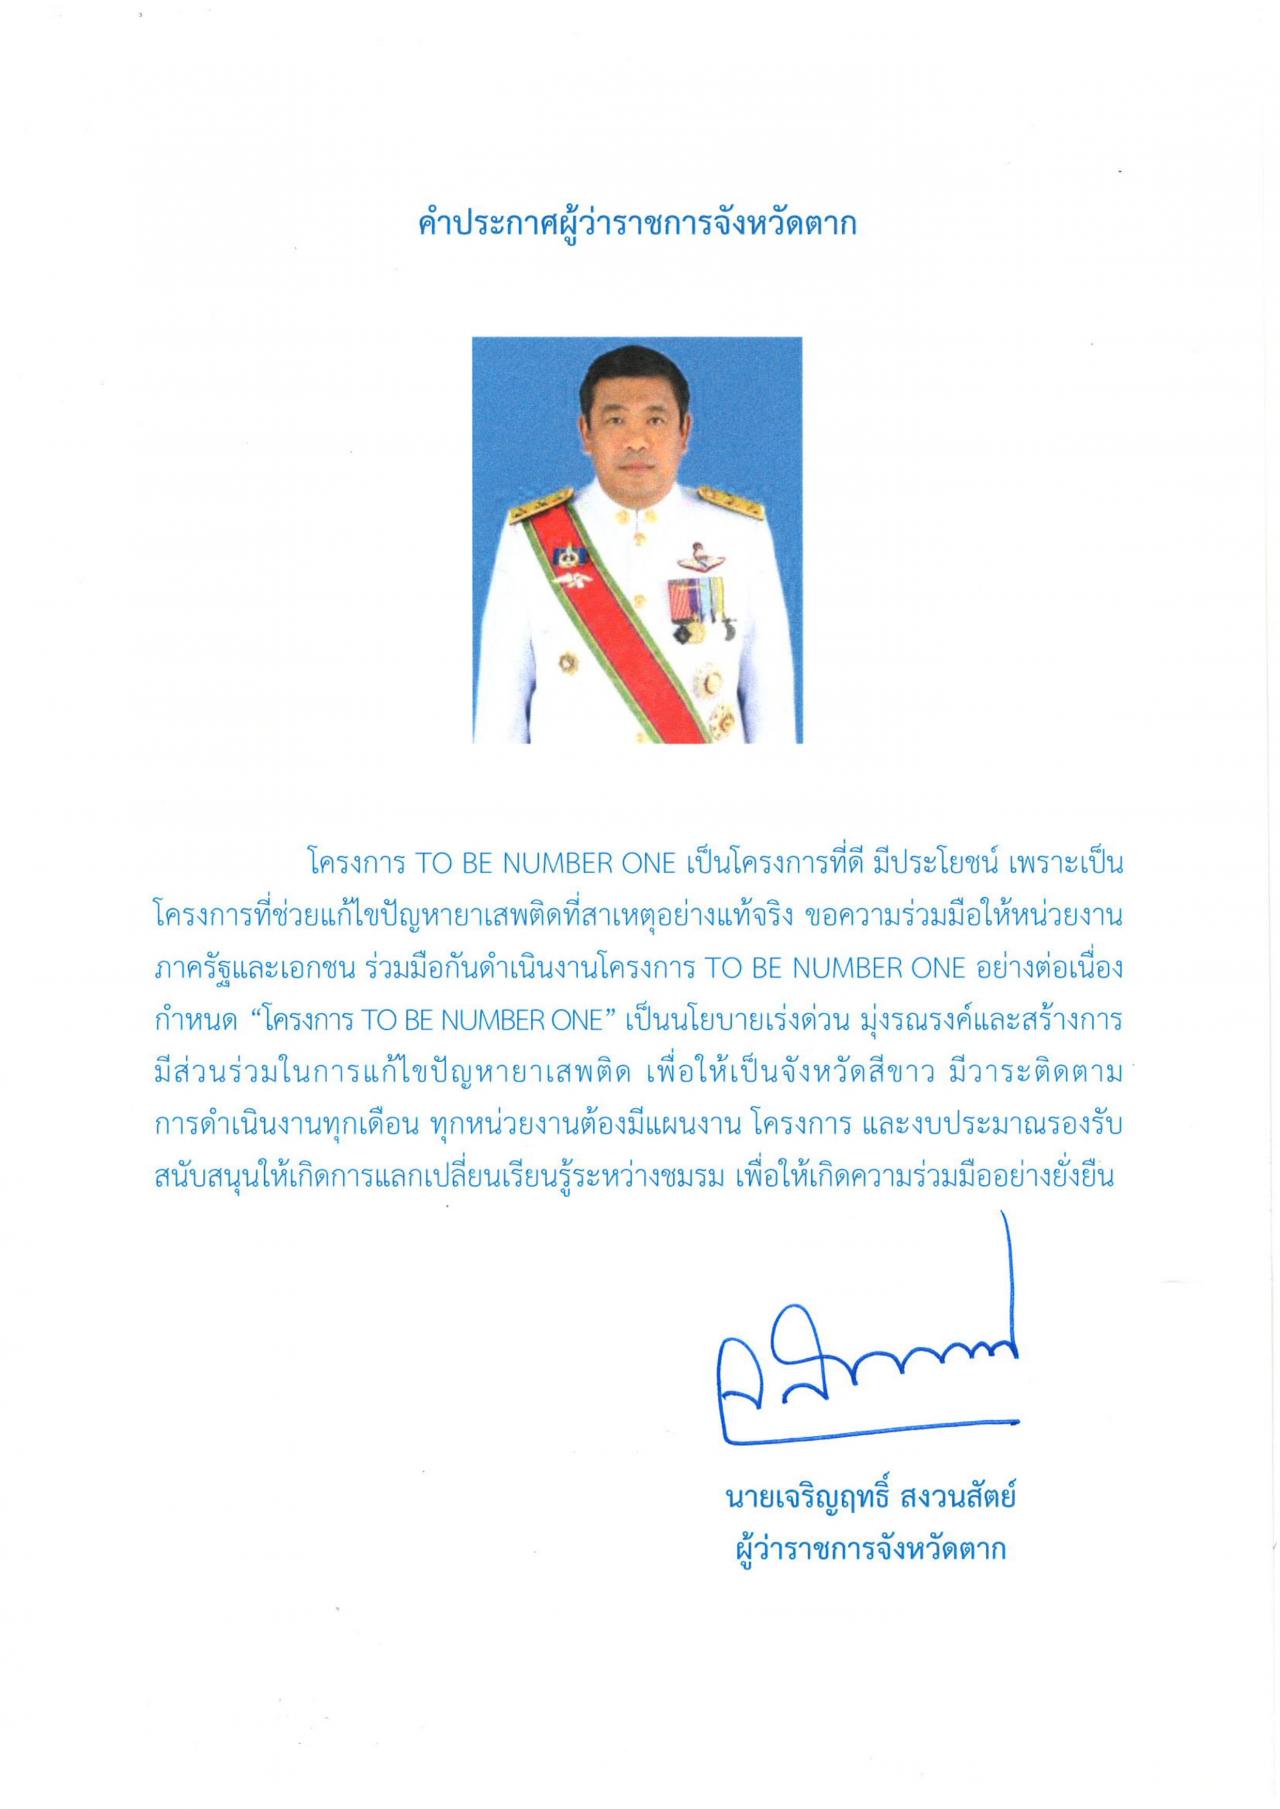 คำประกาศผู้ว่าราชการจังหวัดตาก
โครงการ TO BE NUMBER ONE เป็นโครงการที่ดี มีประโยชน์ เพราะเป็น
โครงการที่ช่วยแก้ไขปัญหายาเสพติดที่สาเหตุอย่างแท้จริง ขอความร่วมมือให้หน่วยงาน
ภาครัฐและเอกชน ร่วมมือกันดำเนินงานโครงการ TO BE NUMBER ONE อย่างต่อเนื่อง
กำหนด “โครงการ TO BE NUMBER ONE” เป็นนโยบายเร่งด่วน มุ่งรณรงค์และสร้างการ
มีส่วนร่วมในการแก้ไขปัญหายาเสพติด เพื่อให้เป็นจังหวัดสีขาว มีวาระติดตาม
การดำเนินงานทุกเดือน ทุกหน่วยงานต้องมีแผนงาน โครงการ และงบประมาณรองรับ
สนับสนุนให้เกิดการแลกเปลี่ยนเรียนรู้ระหว่างชมรม เพื่อให้เกิดความร่วมมืออย่างยั่งยืน
นายเจริญฤทธิ์ สงวนสัตย์
ผู้ว่าราชการจังหวัดตาก